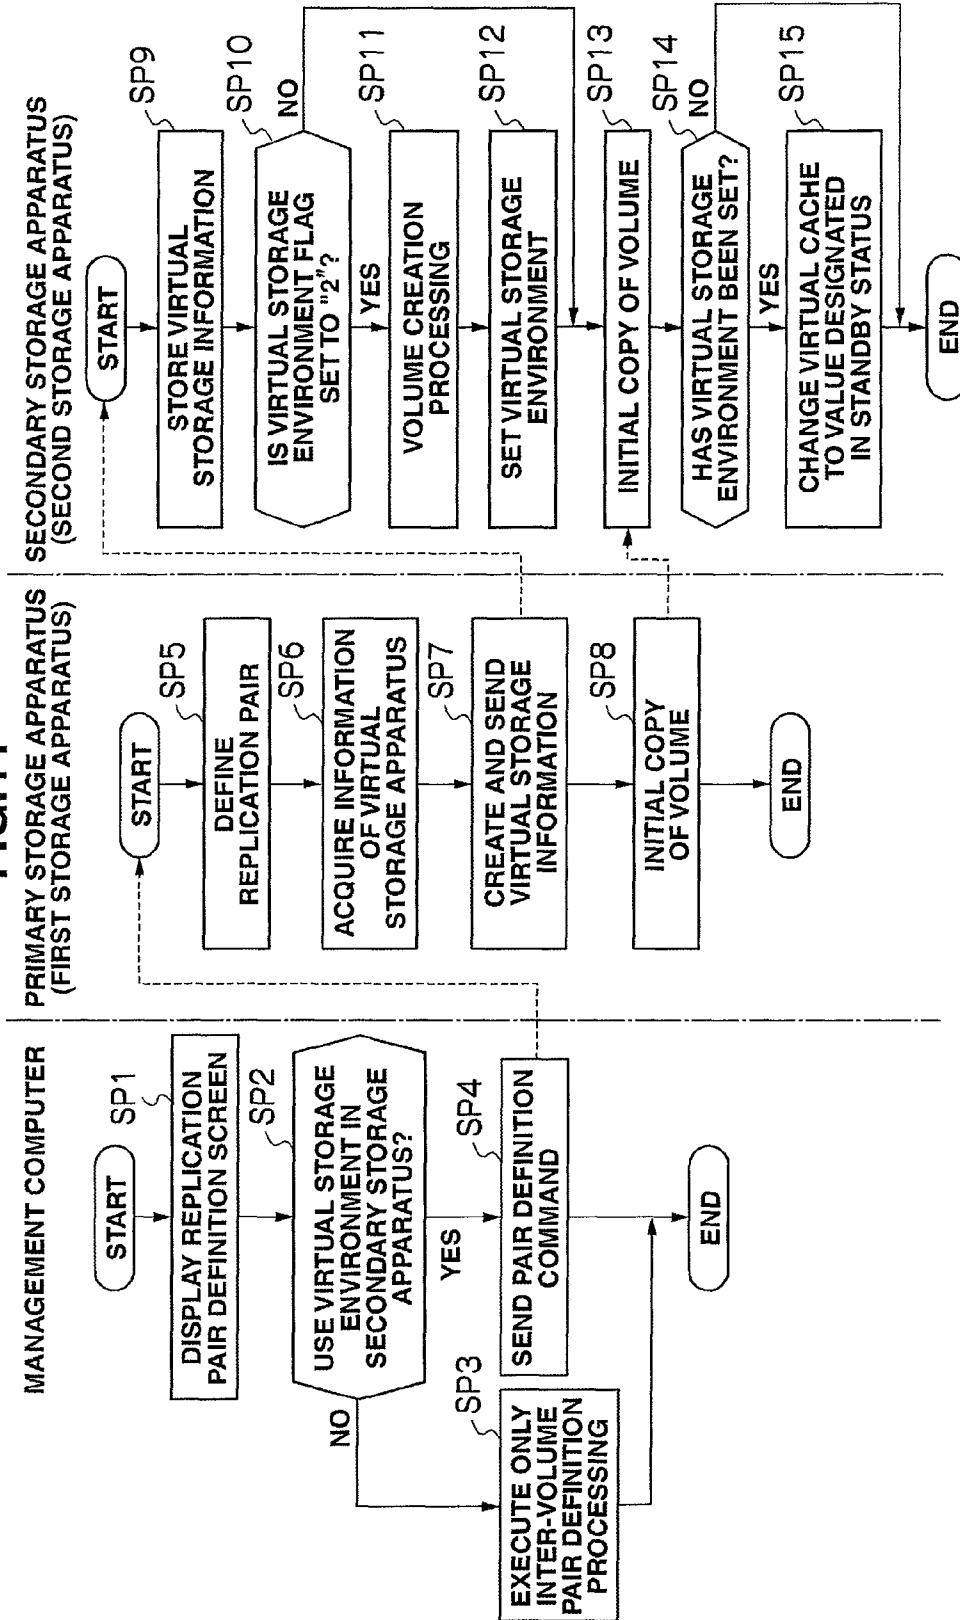 MANAGEMENT COMPUTER
START
SP1
DISPLAY REPLICATION
PAIR DEFINITION SCREEN
SP2
USE VIRTUAL STORAGE
ENVIRONMENT IN
SECONDARY STORAGE
APPARATUS?
NO
YES
SP3
EXECUTE ONLY
INTER-VOLUME
PAIR DEFINITION
PROCESSING
SP4
SEND PAIR DEFINITION
COMMAND
END
PRIMARY STORAGE APPARATUS
(FIRST STORAGE APPARATUS)
START
SP5
DEFINE
REPLICATION PAIR
SP6
ACQUIRE INFORMATION
OF VIRTUAL
STORAGE APPARATUS
SP7
CREATE AND SEND
VIRTUAL STORAGE
INFORMATION
SP8
INITIAL COPY
OF VOLUME
END
SECONDARY STORAGE APPARATUS
(SECOND STORAGE APPARATUS)
START
SP9
STORE VIRTUAL
STORAGE INFORMATION
SP10
IS VIRTUAL STORAGE
ENVIRONMENT FLAG
SET TO "2"?
NO
YES
SP11
VOLUME CREATION
PROCESSING
SP12
SET VIRTUAL STORAGE
ENVIRONMENT
SP13
INITIAL COPY OF VOLUME
SP14
HAS VIRTUAL STORAGE
ENVIRONMENT BEEN SET?
NO
YES
SP15
CHANGE VIRTUAL CACHE
TO VALUE DESIGNATED
IN STANDBY STATUS
END